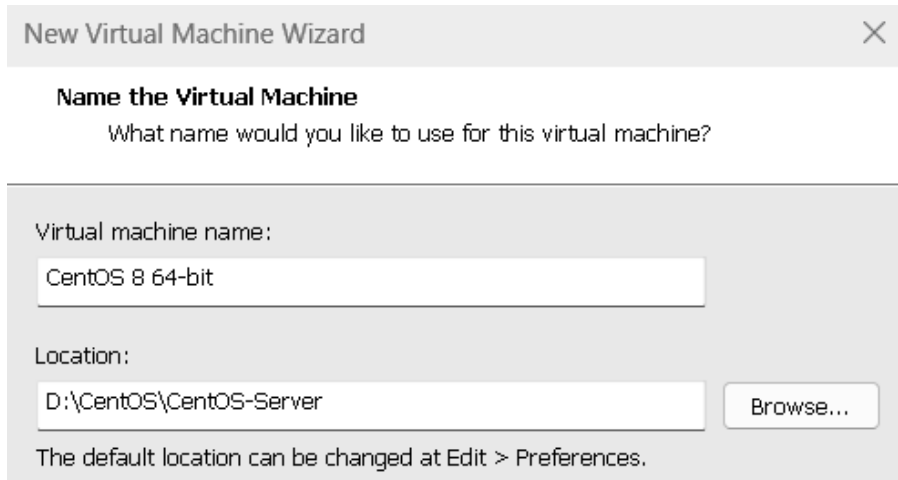 New Virtual Machine Wizard
Name the Virtual Machine
What name would you like to use for this virtual machine?
Virtual machine name:
CentOS 8 64-bit
Location:
D:\CentOS\CentOS-Server
Browse...
The default location can be changed at Edit > Preferences.